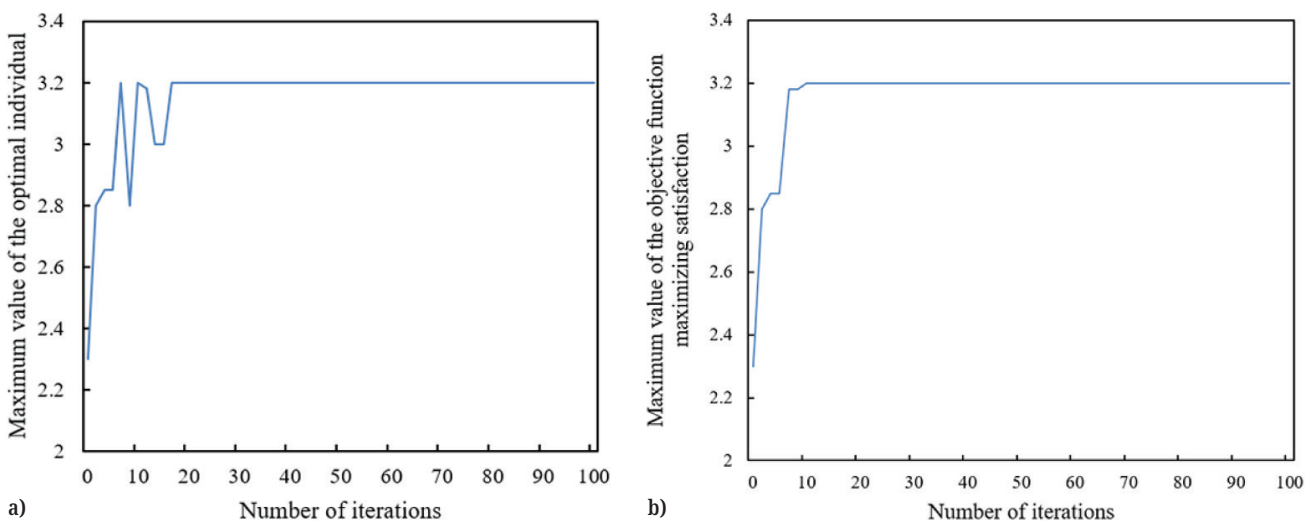 3.4
3.2
3
2.8
2.6
2.4
2.2
2
Maximum value of the optimal individual
0 10 20 30 40 50 60 70 80 90 100
Number of iterations
a)
3.4
3.2
3
2.8
2.6
2.4
2.2
2
Maximum value of the objective function
maximizing satisfaction
0 10 20 30 40 50 60 70 80 90 100
Number of iterations
b)